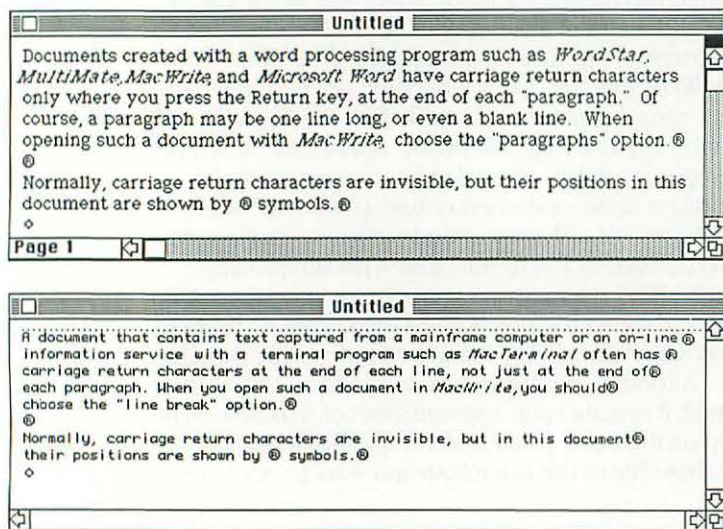 Untitled
Documents created with a word processing program such as WordStar,
MultiMate, MacWrite, and Microsoft Word have carriage return characters
only where you press the Return key, at the end of each "paragraph." Of
course, a paragraph may be one line long, or even a blank line. When
opening such a document with MacWrite, choose the "paragraphs" option.®
®
Normally, carriage return characters are invisible, but their positions in this
document are shown by ® symbols.®
Page 1
Untitled
A document that contains text captured from a mainframe computer or an on-line®
information service with a terminal program such as MacTerminal often has®
carriage return characters at the end of each line, not just at the end of®
each paragraph. When you open such a document in MacWrite, you should®
choose the "line break" option.®
®
Normally, carriage return characters are invisible, but in this document®
their positions are shown by ® symbols.®